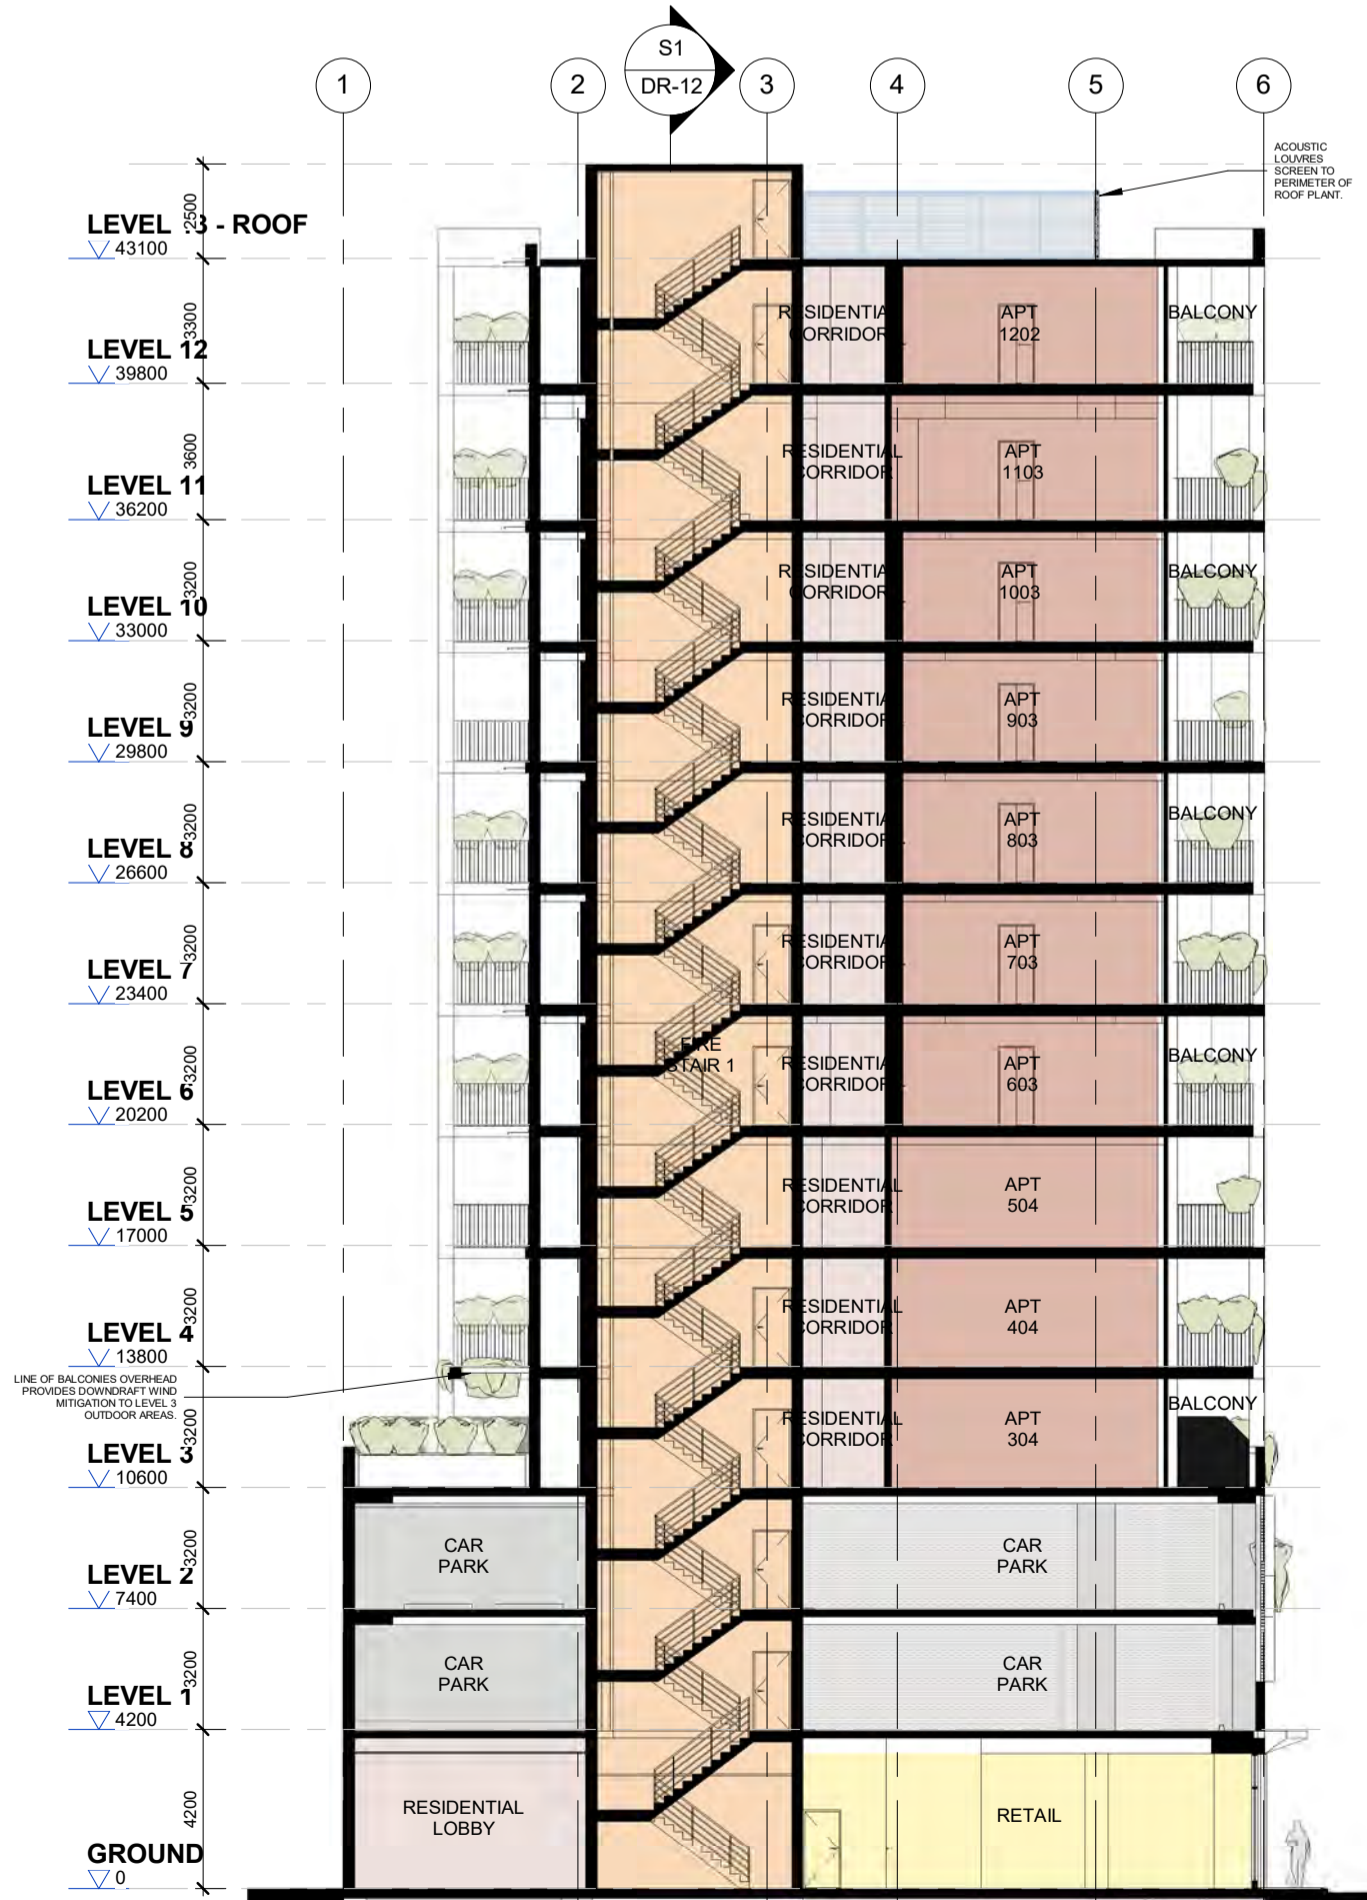 S1
DR-12
1
2
3
4
5
6
ACOUSTIC
LOUVRES
SCREEN TO
PERIMETER OF
ROOF PLANT.
2500
LEVEL 13 - ROOF
43100
3300
RESIDENTIAL
CORRIDOR
APT
1202
BALCONY
LEVEL 12
39800
3600
RESIDENTIAL
CORRIDOR
APT
1103
LEVEL 11
36200
3200
RESIDENTIAL
CORRIDOR
APT
1003
BALCONY
LEVEL 10
33000
3200
RESIDENTIAL
CORRIDOR
APT
903
LEVEL 9
29800
3200
RESIDENTIAL
CORRIDOR
APT
803
BALCONY
LEVEL 8
26600
3200
RESIDENTIAL
CORRIDOR
APT
703
LEVEL 7
23400
3200
FIRE
STAIR 1
RESIDENTIAL
CORRIDOR
APT
603
BALCONY
LEVEL 6
20200
3200
RESIDENTIAL
CORRIDOR
APT
504
LEVEL 5
17000
3200
RESIDENTIAL
CORRIDOR
APT
404
LEVEL 4
13800
LINE OF BALCONIES OVERHEAD
PROVIDES DOWNDRAFT WIND
MITIGATION TO LEVEL 3
OUTDOOR AREAS.
3200
RESIDENTIAL
CORRIDOR
APT
304
BALCONY
LEVEL 3
10600
3200
CAR
PARK
CAR
PARK
LEVEL 2
7400
3200
CAR
PARK
CAR
PARK
LEVEL 1
4200
4200
RESIDENTIAL
LOBBY
RETAIL
GROUND
0